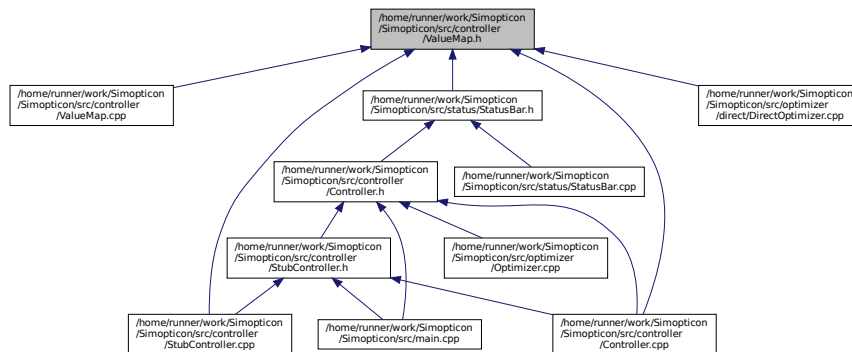 /home/runner/work/Simopticon
/Simopticon/src/controller
/ValueMap.h
/home/runner/work/Simopticon
/Simopticon/src/controller
/ValueMap.cpp
/home/runner/work/Simopticon
/Simopticon/src/status/StatusBar.h
/home/runner/work/Simopticon
/Simopticon/src/optimizer
/direct/DirectOptimizer.cpp
/home/runner/work/Simopticon
/Simopticon/src/controller
/Controller.h
/home/runner/work/Simopticon
/Simopticon/src/status/StatusBar.cpp
/home/runner/work/Simopticon
/Simopticon/src/controller
/StubController.h
/home/runner/work/Simopticon
/Simopticon/src/optimizer
/Optimizer.cpp
/home/runner/work/Simopticon
/Simopticon/src/controller
/StubController.cpp
/home/runner/work/Simopticon
/Simopticon/src/main.cpp
/home/runner/work/Simopticon
/Simopticon/src/controller
/Controller.cpp